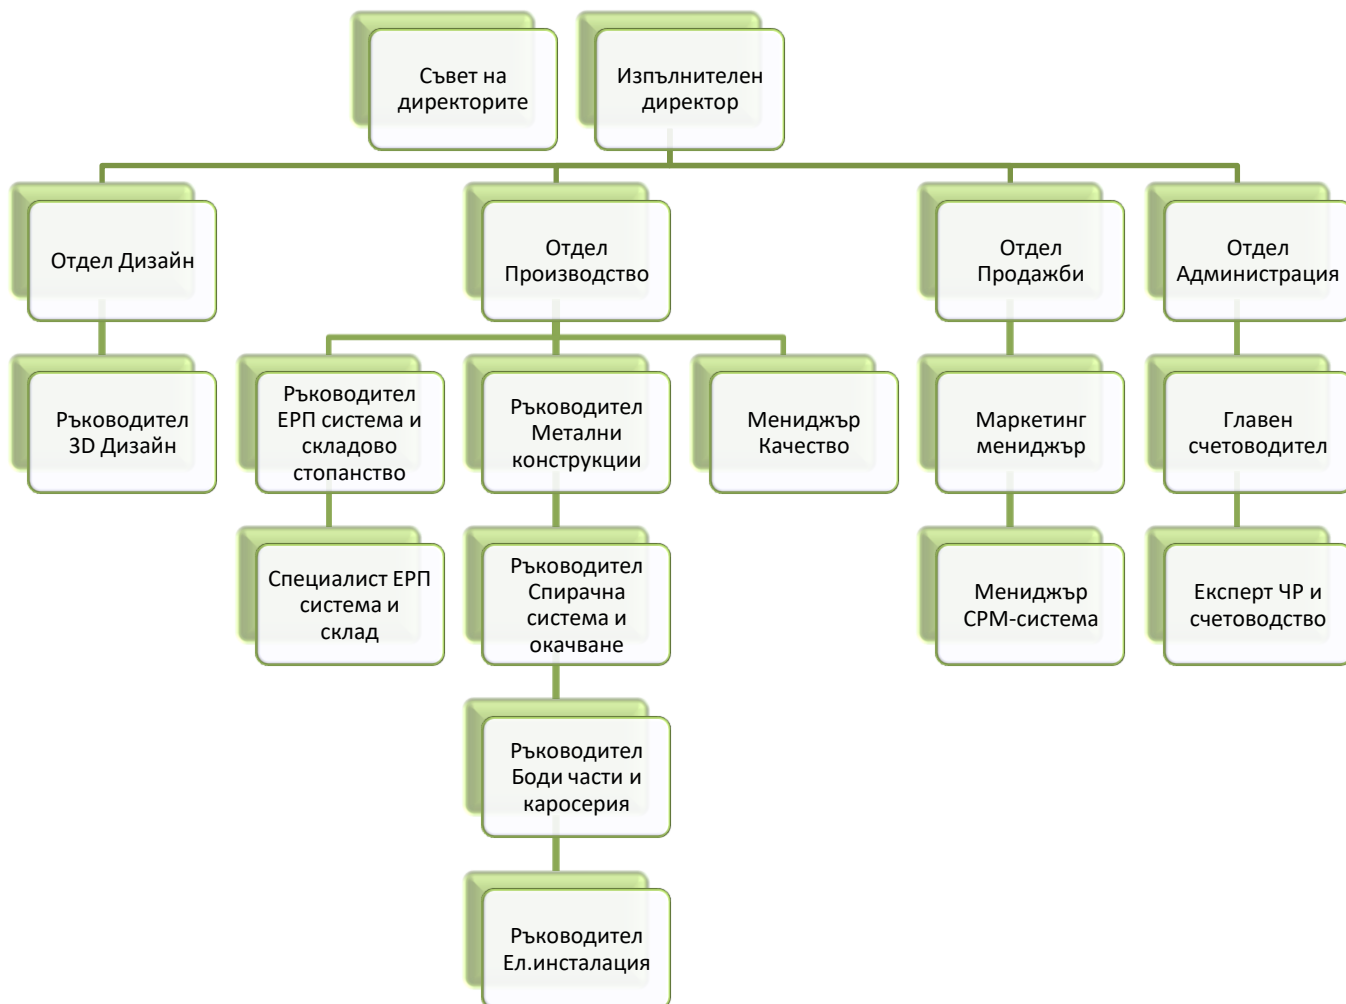 Съвет на
директорите
Изпълнителен
директор
Отдел Дизайн
Отдел
Производство
Отдел
Продажби
Отдел
Администрация
Ръководител
3D Дизайн
Ръководител
ЕРП система и
складово
стопанство
Ръководител
Метални
конструкции
Мениджър
Качество
Маркетинг
мениджър
Главен
счетоводител
Специалист ЕРП
система и
склад
Ръководител
Спирачна
система и
окачване
Мениджър
СРМ-система
Експерт ЧР и
счетоводство
Ръководител
Боди части и
каросерия
Ръководител
Ел.инсталация